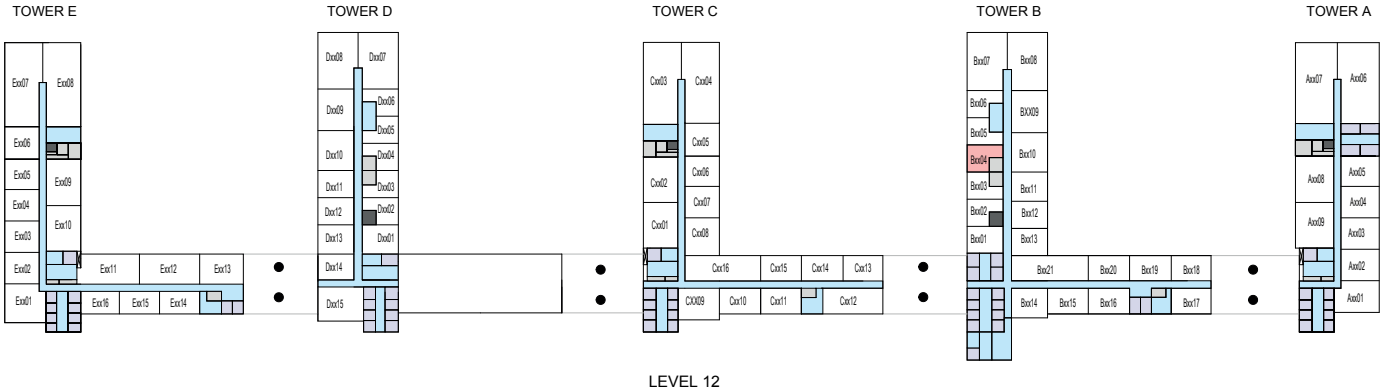 TOWER E
TOWER D
TOWER C
TOWER B
TOWER A
Exx07
Exx08
Exx06
Exx05
Exx09
Exx04
Exx03
Exx10
Exx02
Exx11
Exx12
Exx13
Exx01
Exx16
Exx15
Exx14
Dxx08
Dxx07
Dxx09
Dxx06
Dxx05
Dxx10
Dxx04
Dxx11
Dxx03
Dxx12
Dxx02
Dxx13
Dxx01
Dxx14
Dxx15
Cxx03
Cxx04
Cxx05
Cxx02
Cxx06
Cxx07
Cxx01
Cxx08
Cxx16
Cxx15
Cxx14
Cxx13
CXX09
Cxx10
Cxx11
Cxx12
Bxx07
Bxx08
Bxx06
BXX09
Bxx05
Bxx04
Bxx10
Bxx03
Bxx11
Bxx02
Bxx12
Bxx01
Bxx13
Bxx21
Bxx20
Bxx19
Bxx18
Bxx14
Bxx15
Bxx16
Bxx17
Axx07
Axx06
Axx08
Axx05
Axx04
Axx09
Axx03
Axx02
Axx01
LEVEL 12